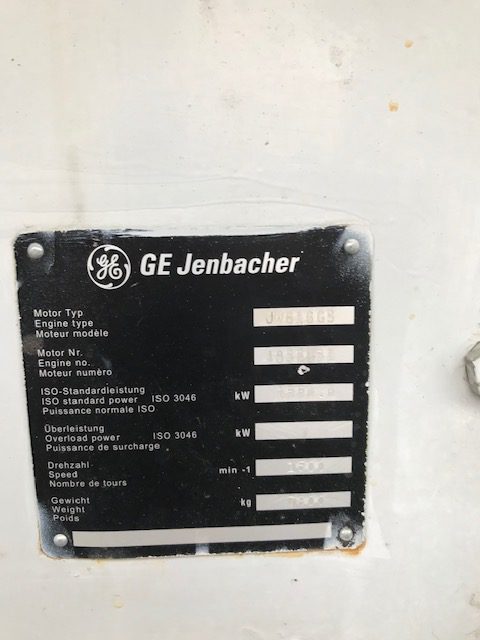 GE Jenbacher
Motor Typ
Engine type
Moteur modèle
Motor Nr.
Engine no.
Moteur numéro
ISO-Standardleistung
ISO standard power ISO 3046 kW
Puissance normale ISO
Überleistung
Overload power ISO 3046 kW
Puissance de surcharge
Drehzahl
Speed min -1 1500
Nombre de tours
Gewicht
Weight kg
Poids